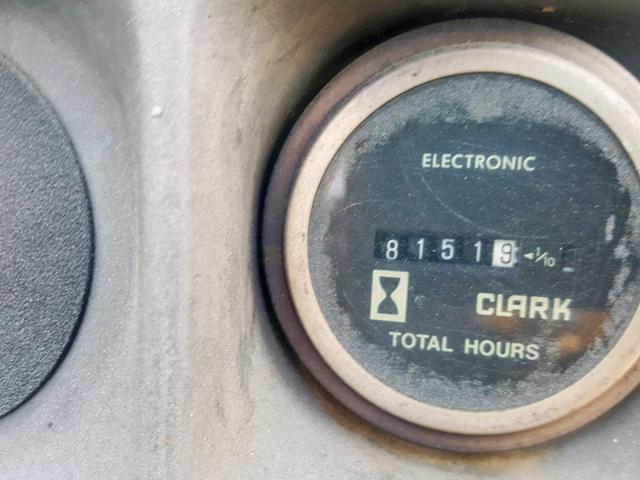 ELECTRONIC
81519 ◄1/10
CLARK
TOTAL HOURS